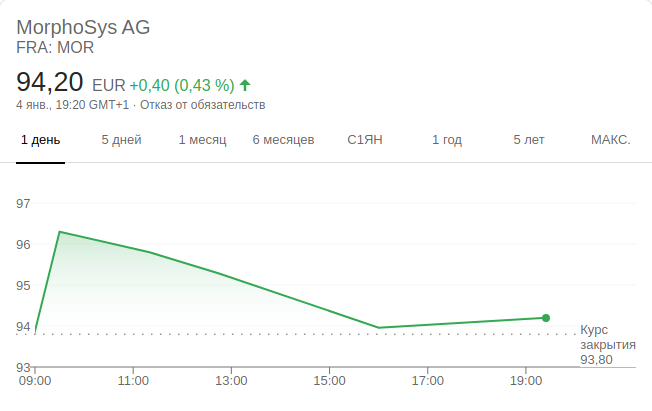 MorphoSys AG
FRA: MOR
94,20 EUR +0,40 (0,43 %)
4 янв., 19:20 GMT+1 · Отказ от обязательств
1 день 5 дней 1 месяц 6 месяцев С1ЯН 1 год 5 лет МАКС.
97
96
95
94
93
Курс
закрытия
93,80
09:00 11:00 13:00 15:00 17:00 19:00